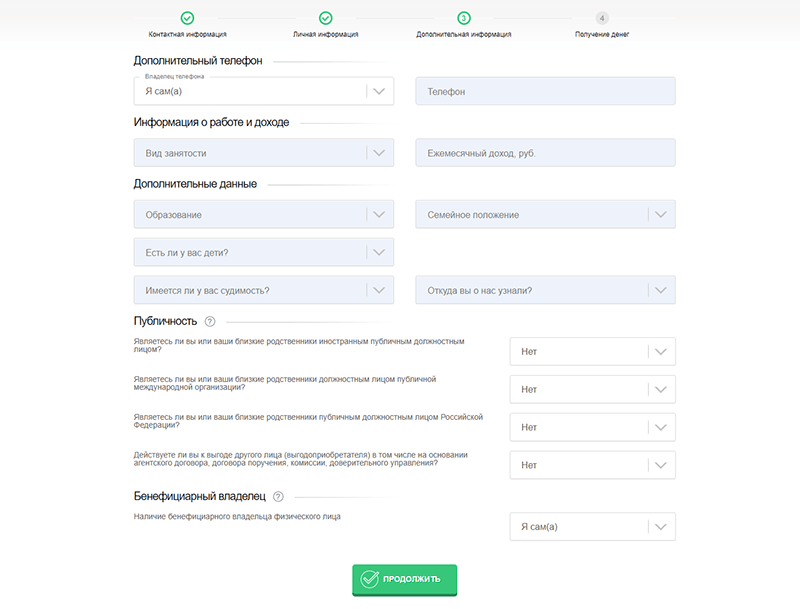 3
4
Контактная информация
Личная информация
Дополнительная информация
Получение денег
Дополнительный телефон
Владелец телефона
Я сам(а)
Телефон
Информация о работе и доходе
Вид занятости
Ежемесячный доход, руб.
Дополнительные данные
Образование
Семейное положение
Есть ли у вас дети?
Имеется ли у вас судимость?
Откуда вы о нас узнали?
Публичность ?
Являетесь ли вы или ваши близкие родственники иностранным публичным должностным
лицом?
Нет
Являетесь ли вы или ваши близкие родственники должностным лицом публичной
международной организации?
Нет
Являетесь ли вы или ваши близкие родственники публичным должностным лицом Российской
Федерации?
Нет
Действуете ли вы к выгоде другого лица (выгодоприобретателя) в том числе на основании
агентского договора, договора поручения, комиссии, доверительного управления?
Нет
Бенефициарный владелец ?
Наличие бенефициарного владельца физического лица
Я сам(а)
ПРОДОЛЖИТЬ